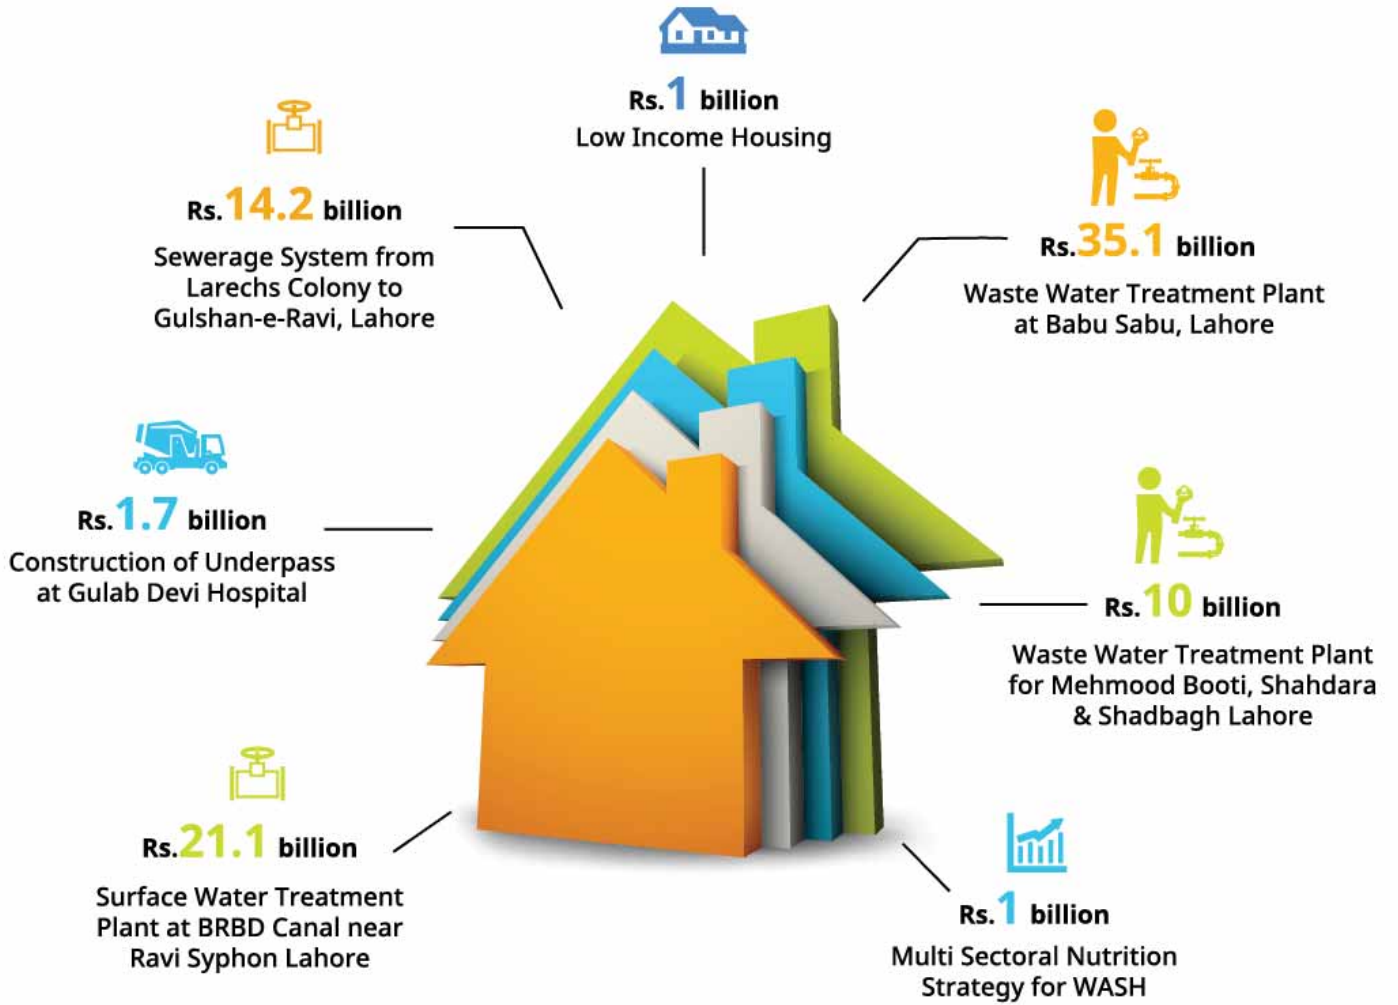 Rs.1 billion
Low Income Housing
Rs.14.2 billion
Sewerage System from
Larechs Colony to
Gulshan-e-Ravi, Lahore
Rs.35.1 billion
Waste Water Treatment Plant
at Babu Sabu, Lahore
Rs.1.7 billion
Construction of Underpass
at Gulab Devi Hospital
Rs.10 billion
Waste Water Treatment Plant
for Mehmood Booti, Shahdara
& Shadbagh Lahore
Rs.21.1 billion
Surface Water Treatment
Plant at BRBD Canal near
Ravi Syphon Lahore
Rs.1 billion
Multi Sectoral Nutrition
Strategy for WASH